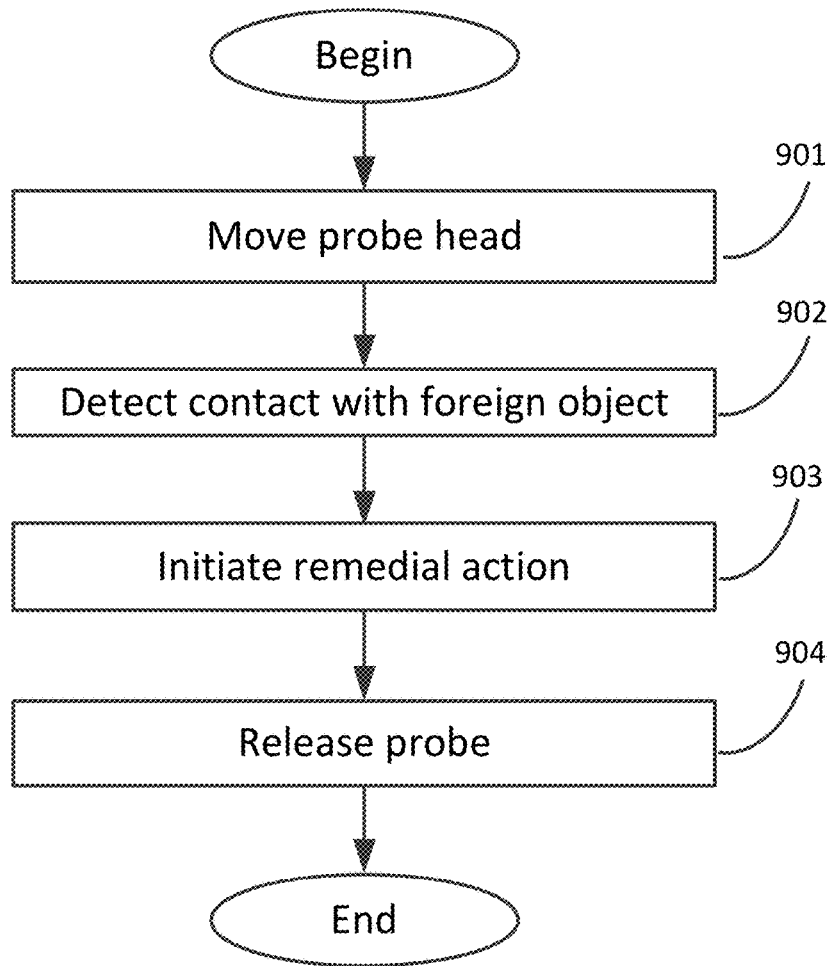 Begin
901
Move probe head
902
Detect contact with foreign object
903
Initiate remedial action
904
Release probe
End